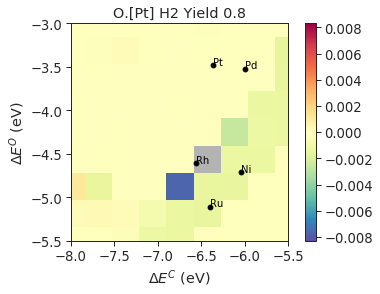 O.[Pt] H2 Yield 0.8
ΔE^O (eV)
−3.0
−3.5
−4.0
−4.5
−5.0
−5.5
Pt
Pd
Rh
Ni
Ru
−8.0 −7.5 −7.0 −6.5 −6.0 −5.5
ΔE^C (eV)
0.008
0.006
0.004
0.002
0.000
−0.002
−0.004
−0.006
−0.008